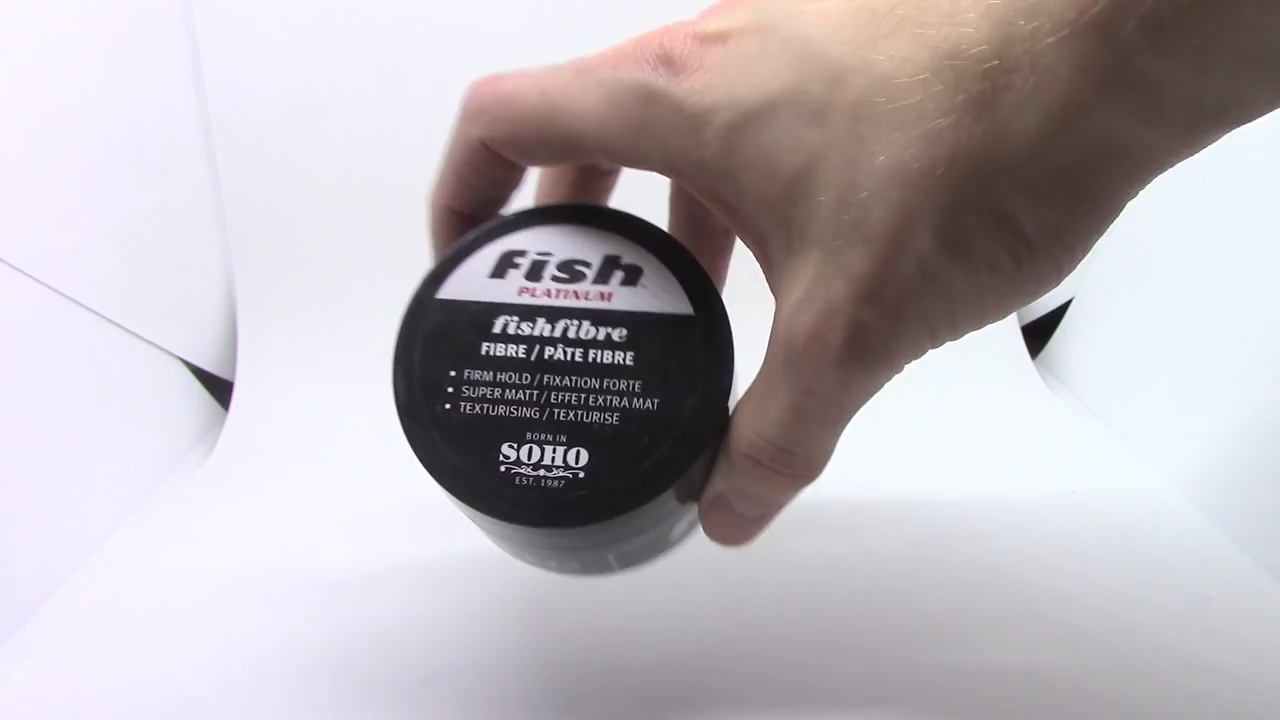 fish
PLATINUM
fishfibre
FIBRE / PÂTE FIBRE
• FIRM HOLD / FIXATION FORTE
• SUPER MATT / EFFET EXTRA MAT
• TEXTURISING / TEXTURISE
BORN IN
SOHO
EST. 1987